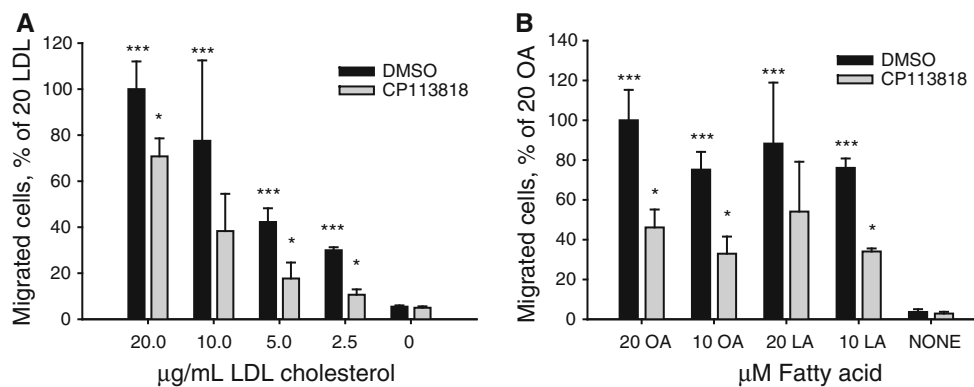 A
Migrated cells, % of 20 LDL
120
100
80
60
40
20
0
***
*
***
***
*
***
*
DMSO
CP113818
20.0 10.0 5.0 2.5 0
μg/mL LDL cholesterol
B
Migrated cells, % of 20 OA
140
120
100
80
60
40
20
0
***
*
***
*
***
***
*
DMSO
CP113818
20 OA 10 OA 20 LA 10 LA NONE
μM Fatty acid